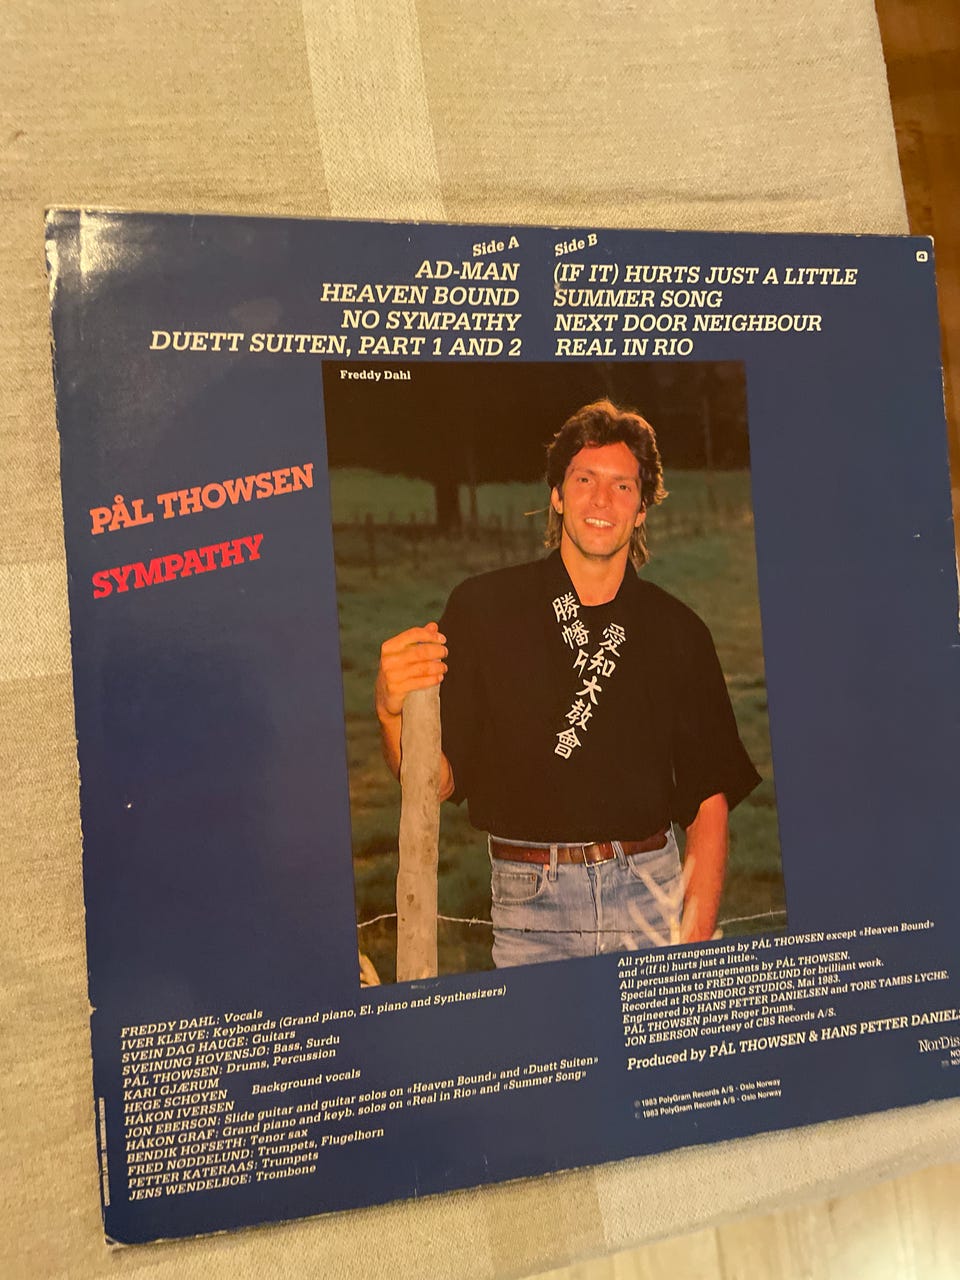 Side A
AD-MAN
HEAVEN BOUND
NO SYMPATHY
DUETT SUITEN, PART 1 AND 2
Side B
(IF IT) HURTS JUST A LITTLE
SUMMER SONG
NEXT DOOR NEIGHBOUR
REAL IN RIO
4
Freddy Dahl
PÅL THOWSEN
SYMPATHY
勝幡
愛知大教會
FREDDY DAHL: Vocals
IVER KLEIVE: Keyboards (Grand piano, El. piano and Synthesizers)
SVEIN DAG HAUGE: Guitars
SVEINUNG HOVENSJØ: Bass, Surdu
PÅL THOWSEN: Drums, Percussion
KARI GJÆRUM
HEGE SCHØYEN Background vocals
HÅKON IVERSEN
JON EBERSON: Slide guitar and guitar solos on «Heaven Bound» and «Duett Suiten»
HÅKON GRAF: Grand piano and keyb. solos on «Real in Rio» and «Summer Song»
BENDIK HOFSETH: Tenor sax
FRED NØDDELUND: Trumpets, Flugelhorn
PETTER KATERAAS: Trumpets
JENS WENDELBOE: Trombone
All rythm arrangements by PÅL THOWSEN except «Heaven Bound»
and «(If it) hurts just a little».
All percussion arrangements by PÅL THOWSEN.
Special thanks to FRED NØDDELUND for brilliant work.
Recorded at ROSENBORG STUDIOS, Mai 1983.
Engineered by HANS PETTER DANIELSEN and TORE TAMBS LYCHE.
PÅL THOWSEN plays Roger Drums.
JON EBERSON courtesy of CBS Records A/S.
Produced by PÅL THOWSEN & HANS PETTER DANIELS
NorDis
NO
NO
℗ 1983 PolyGram Records A/S - Oslo Norway
© 1983 PolyGram Records A/S - Oslo Norway